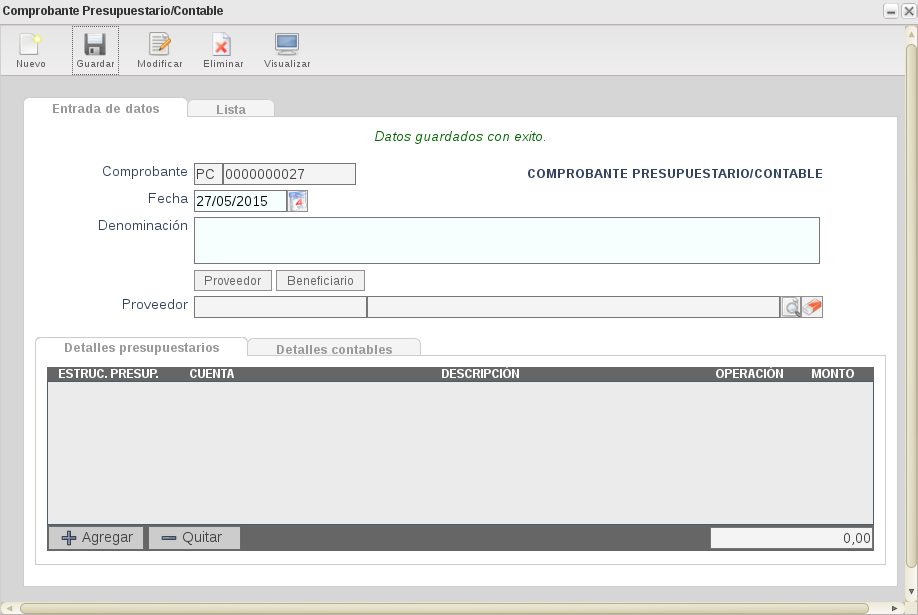 Comprobante Presupuestario/Contable
Nuevo Guardar Modificar Eliminar Visualizar
Entrada de datos Lista
Datos guardados con exito.
Comprobante PC 0000000027 COMPROBANTE PRESUPUESTARIO/CONTABLE
Fecha 27/05/2015
Denominación
Proveedor Beneficiario
Proveedor
Detalles presupuestarios Detalles contables
ESTRUC. PRESUP. CUENTA DESCRIPCIÓN OPERACIÓN MONTO
Agregar Quitar 0,00